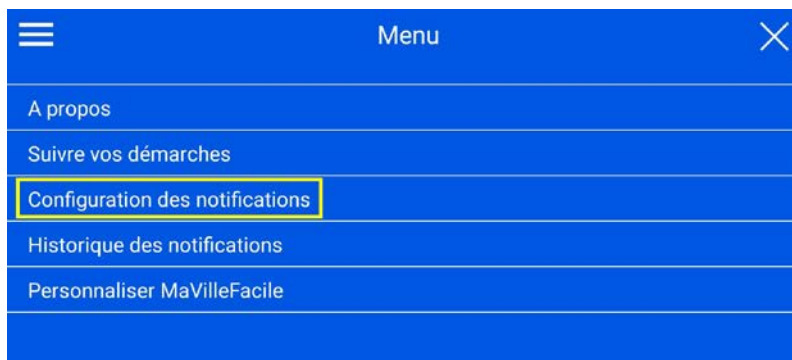 Menu
A propos
Suivre vos démarches
Configuration des notifications
Historique des notifications
Personnaliser MaVilleFacile